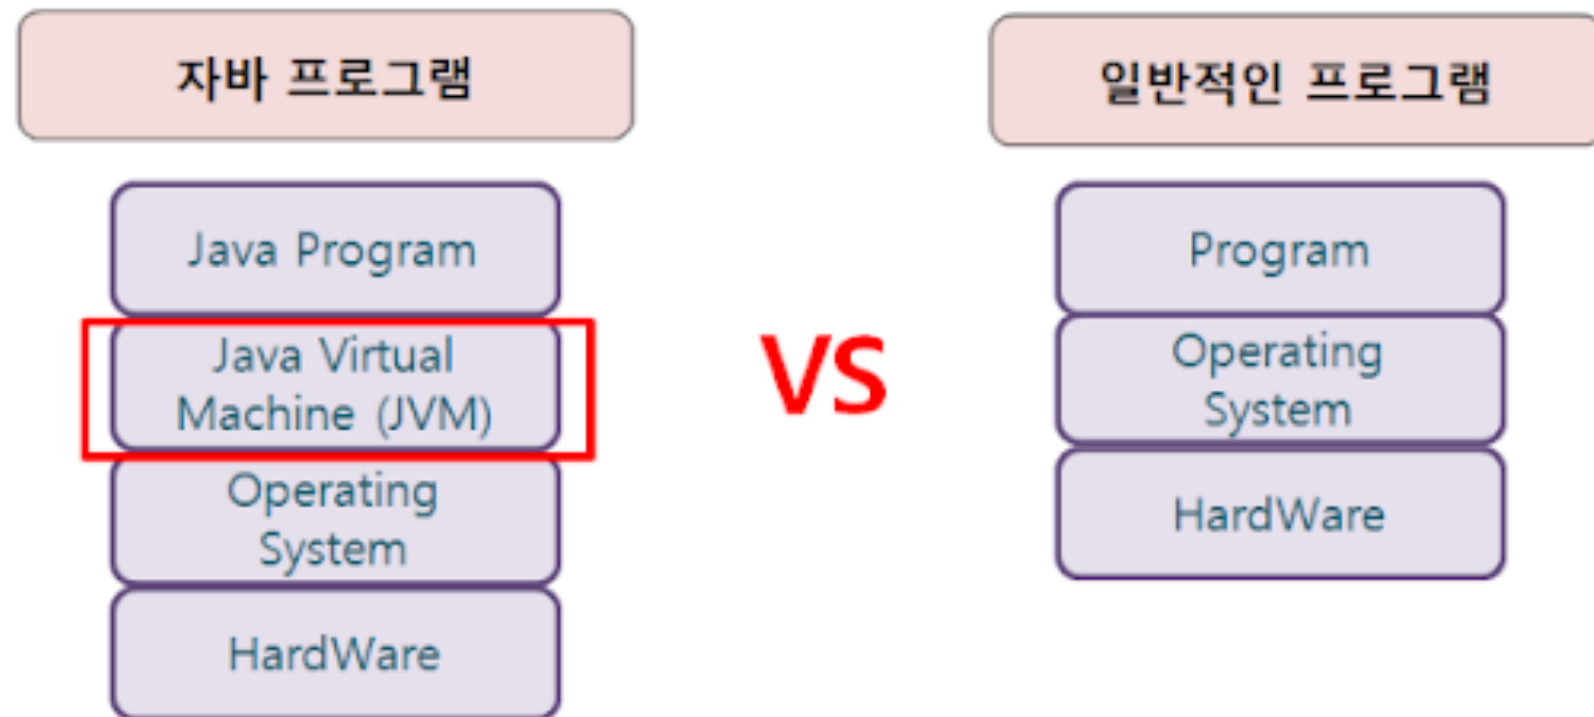 자바 프로그램
Java Program
Java Virtual
Machine (JVM)
Operating
System
HardWare
VS
일반적인 프로그램
Program
Operating
System
HardWare